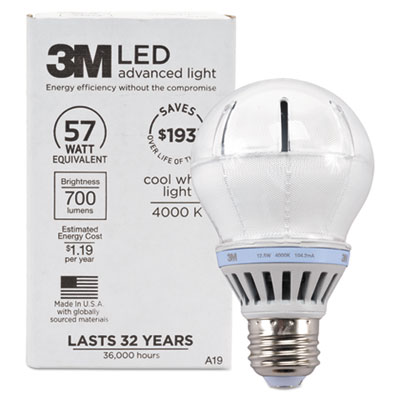 3M LED
advanced light
Energy efficiency without the compromise
57
WATT
EQUIVALENT
SAVES
$193
OVER LIFE OF
Brightness
700
lumens
cool
light
4000 K
Estimated
Energy Cost
$1.19
per year
Made In U.S.A.
with globally
sourced materials
LASTS 32 YEARS
36,000 hours
A19
3M 4000K
3M